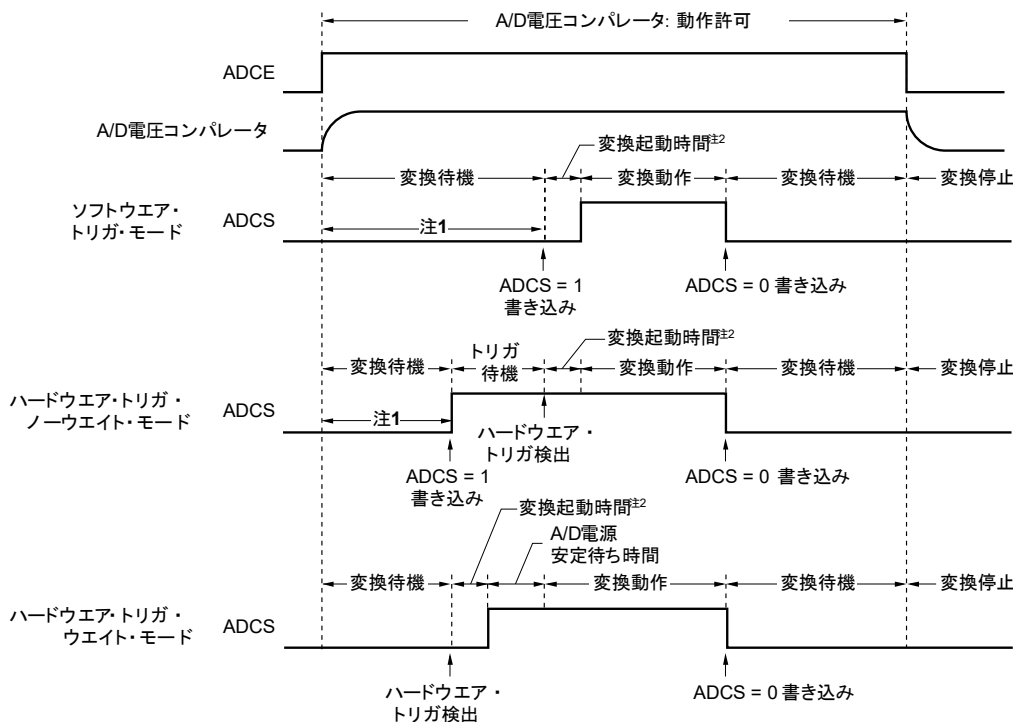 A/D電圧コンパレータ: 動作許可
ADCE
A/D電圧コンパレータ
変換起動時間注2
変換待機 変換動作 変換待機 変換停止
ソフトウエア・
トリガ・モード
ADCS
注1
ADCS = 1
書き込み
ADCS = 0 書き込み
変換起動時間注2
変換待機 トリガ
待機 変換動作 変換待機 変換停止
ハードウエア・トリガ・
ノーウエイト・モード
ADCS
注1
ハードウエア・
トリガ検出
ADCS = 1
書き込み
ADCS = 0 書き込み
変換起動時間注2
A/D電源
安定待ち時間
変換待機 変換動作 変換待機 変換停止
ハードウエア・トリガ・
ウエイト・モード
ADCS
ハードウエア・
トリガ検出
ADCS = 0 書き込み